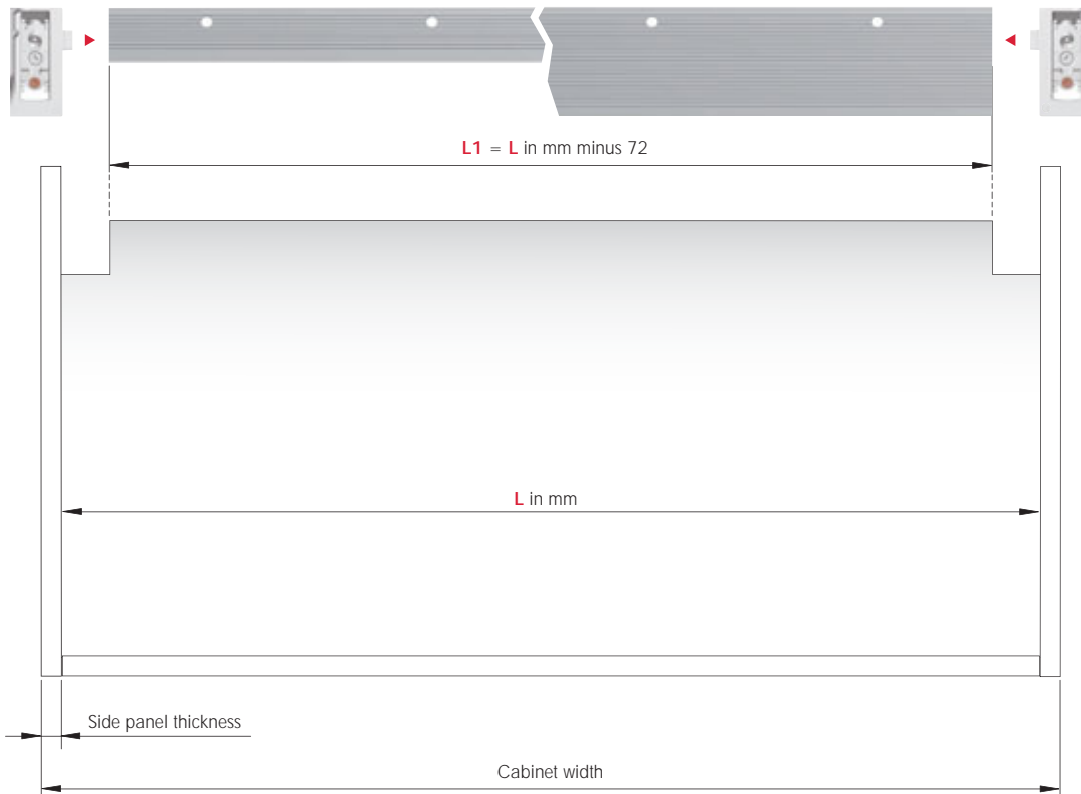 L1 = L in mm minus 72
L in mm
Side panel thickness
Cabinet width